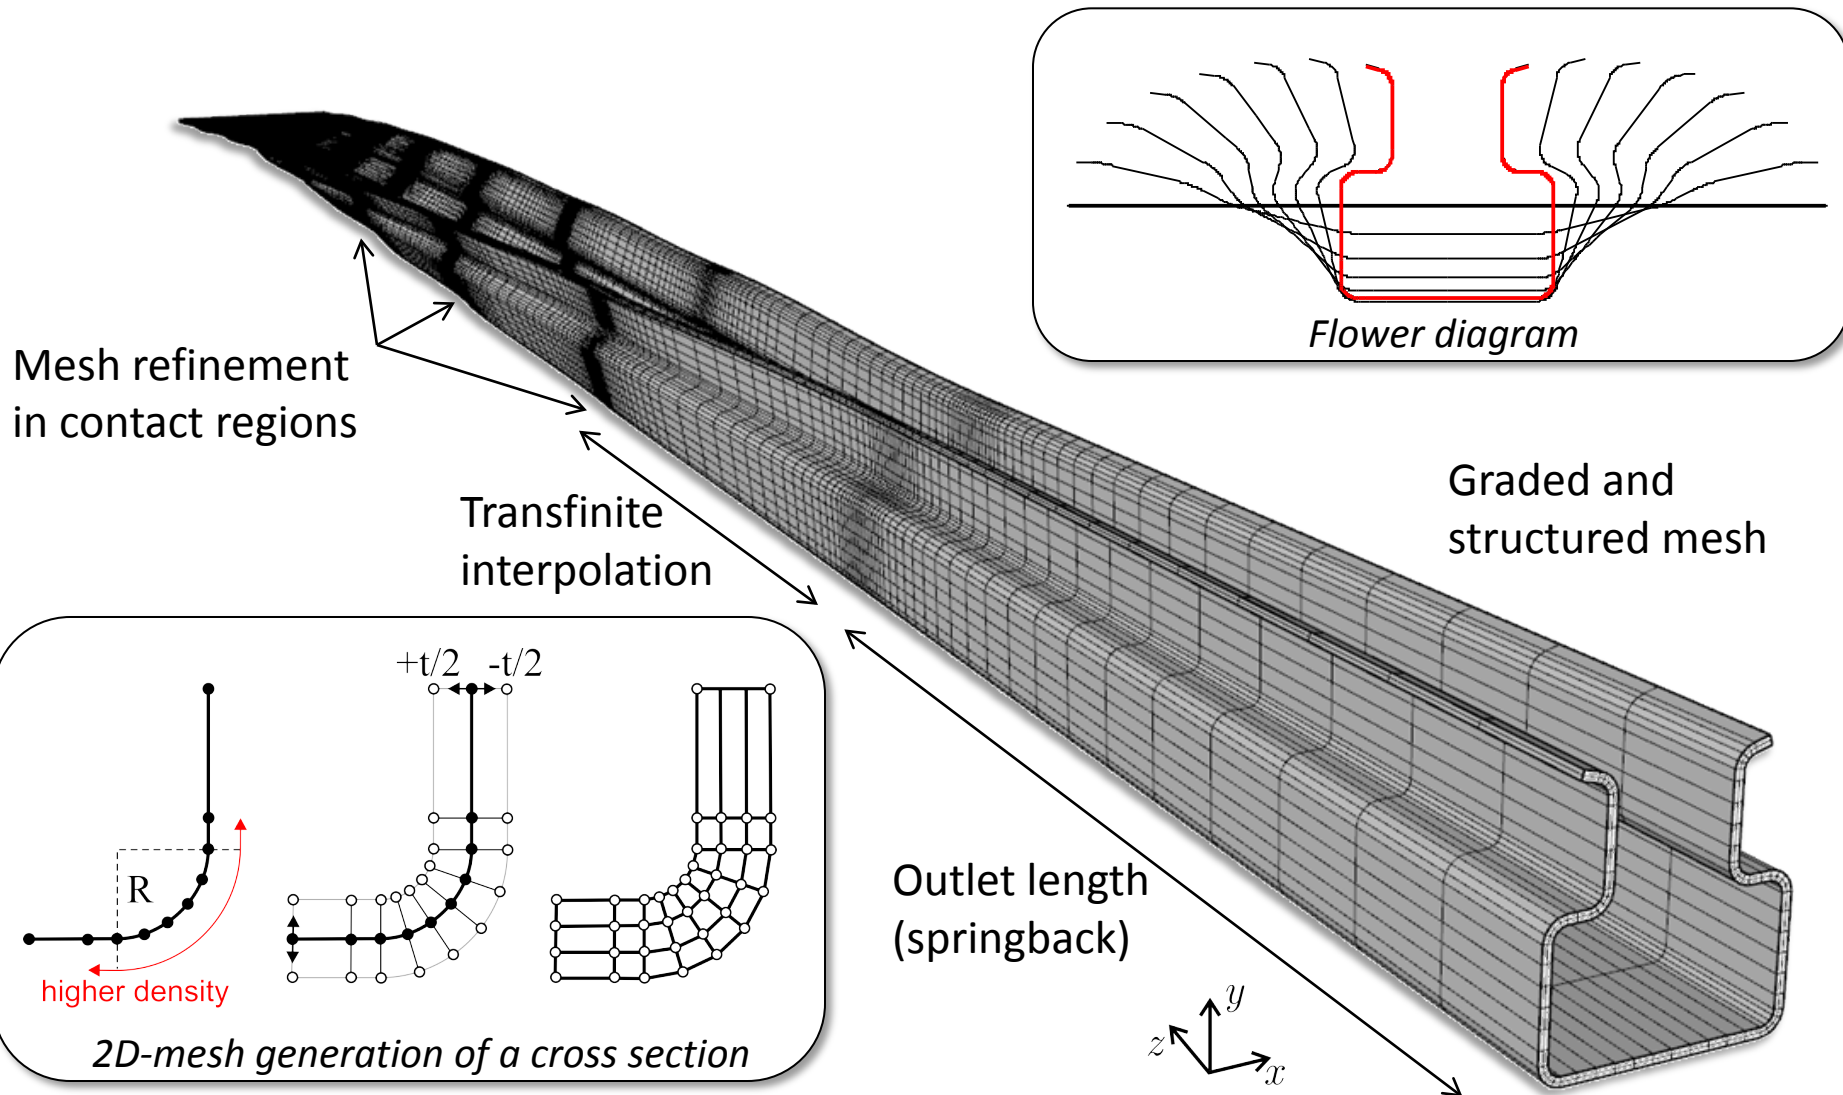 Flower diagram
Mesh refinement
in contact regions
Graded and
structured mesh
Transfinite
interpolation
+t/2 -t/2
R
higher density
2D-mesh generation of a cross section
Outlet length
(springback)
y
z
x